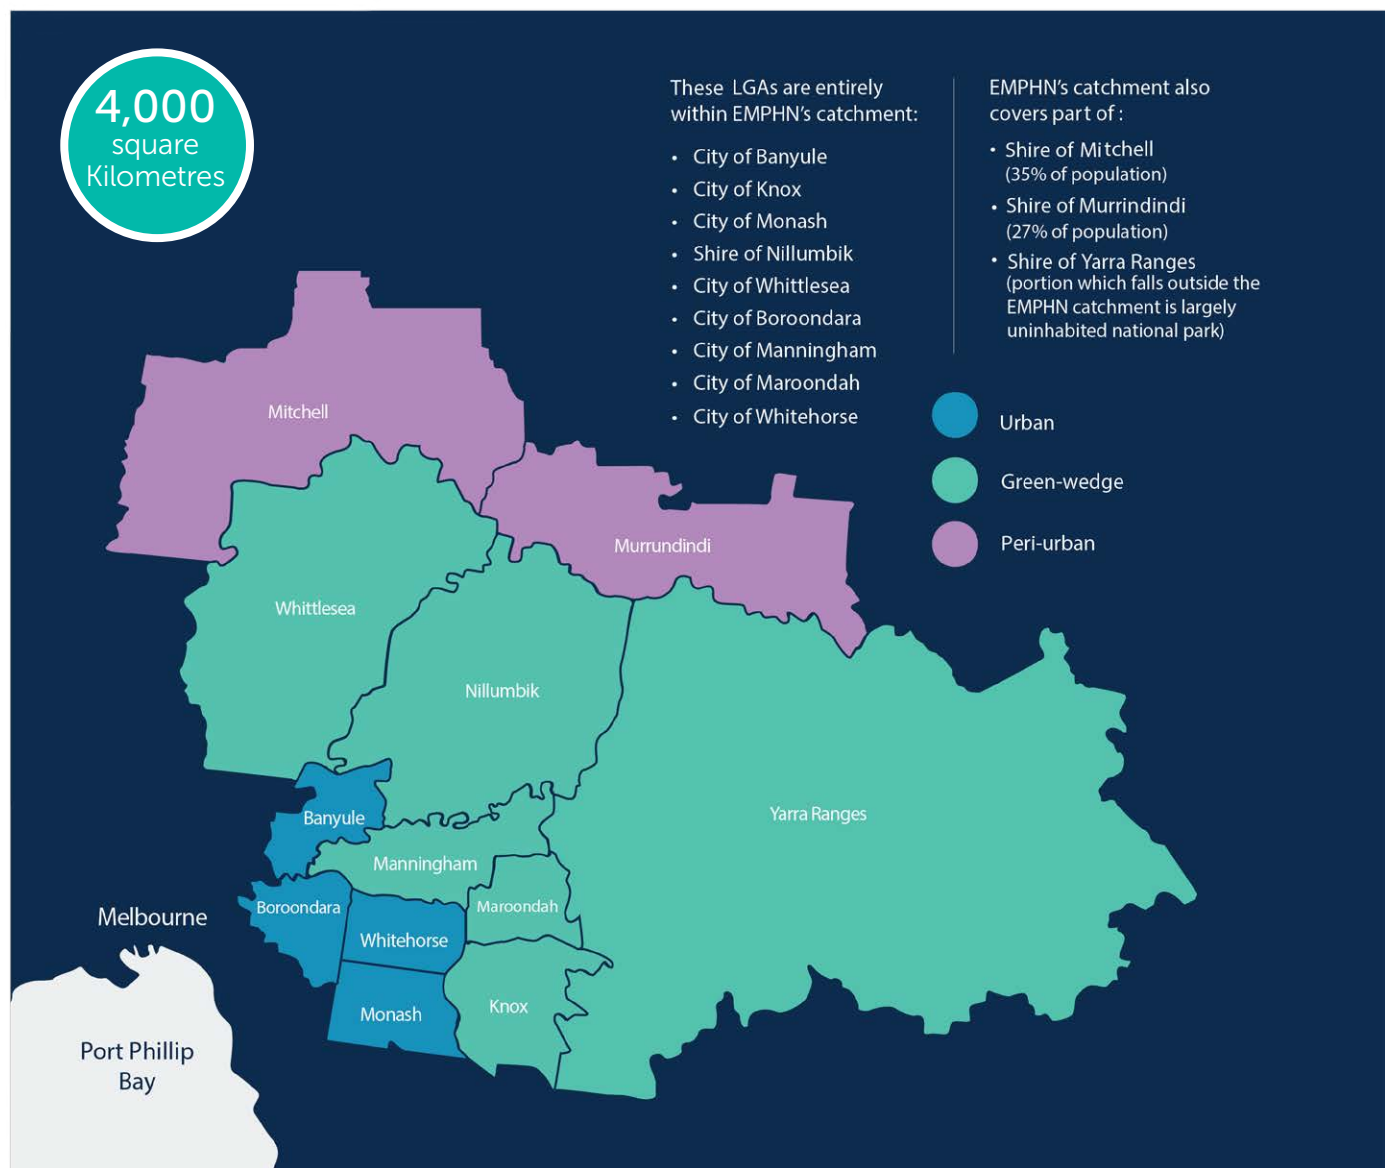 4,000
square
Kilometres
These LGAs are entirely
within EMPHN's catchment:
• City of Banyule
• City of Knox
• City of Monash
• Shire of Nillumbik
• City of Whittlesea
• City of Boroondara
• City of Manningham
• City of Maroondah
• City of Whitehorse
EMPHN's catchment also
covers part of :
• Shire of Mitchell
(35% of population)
• Shire of Murrindindi
(27% of population)
• Shire of Yarra Ranges
(portion which falls outside the
EMPHN catchment is largely
uninhabited national park)
Urban
Green-wedge
Peri-urban
Mitchell
Murrundindi
Whittlesea
Nillumbik
Yarra Ranges
Banyule
Manningham
Boroondara
Maroondah
Whitehorse
Knox
Monash
Melbourne
Port Phillip
Bay